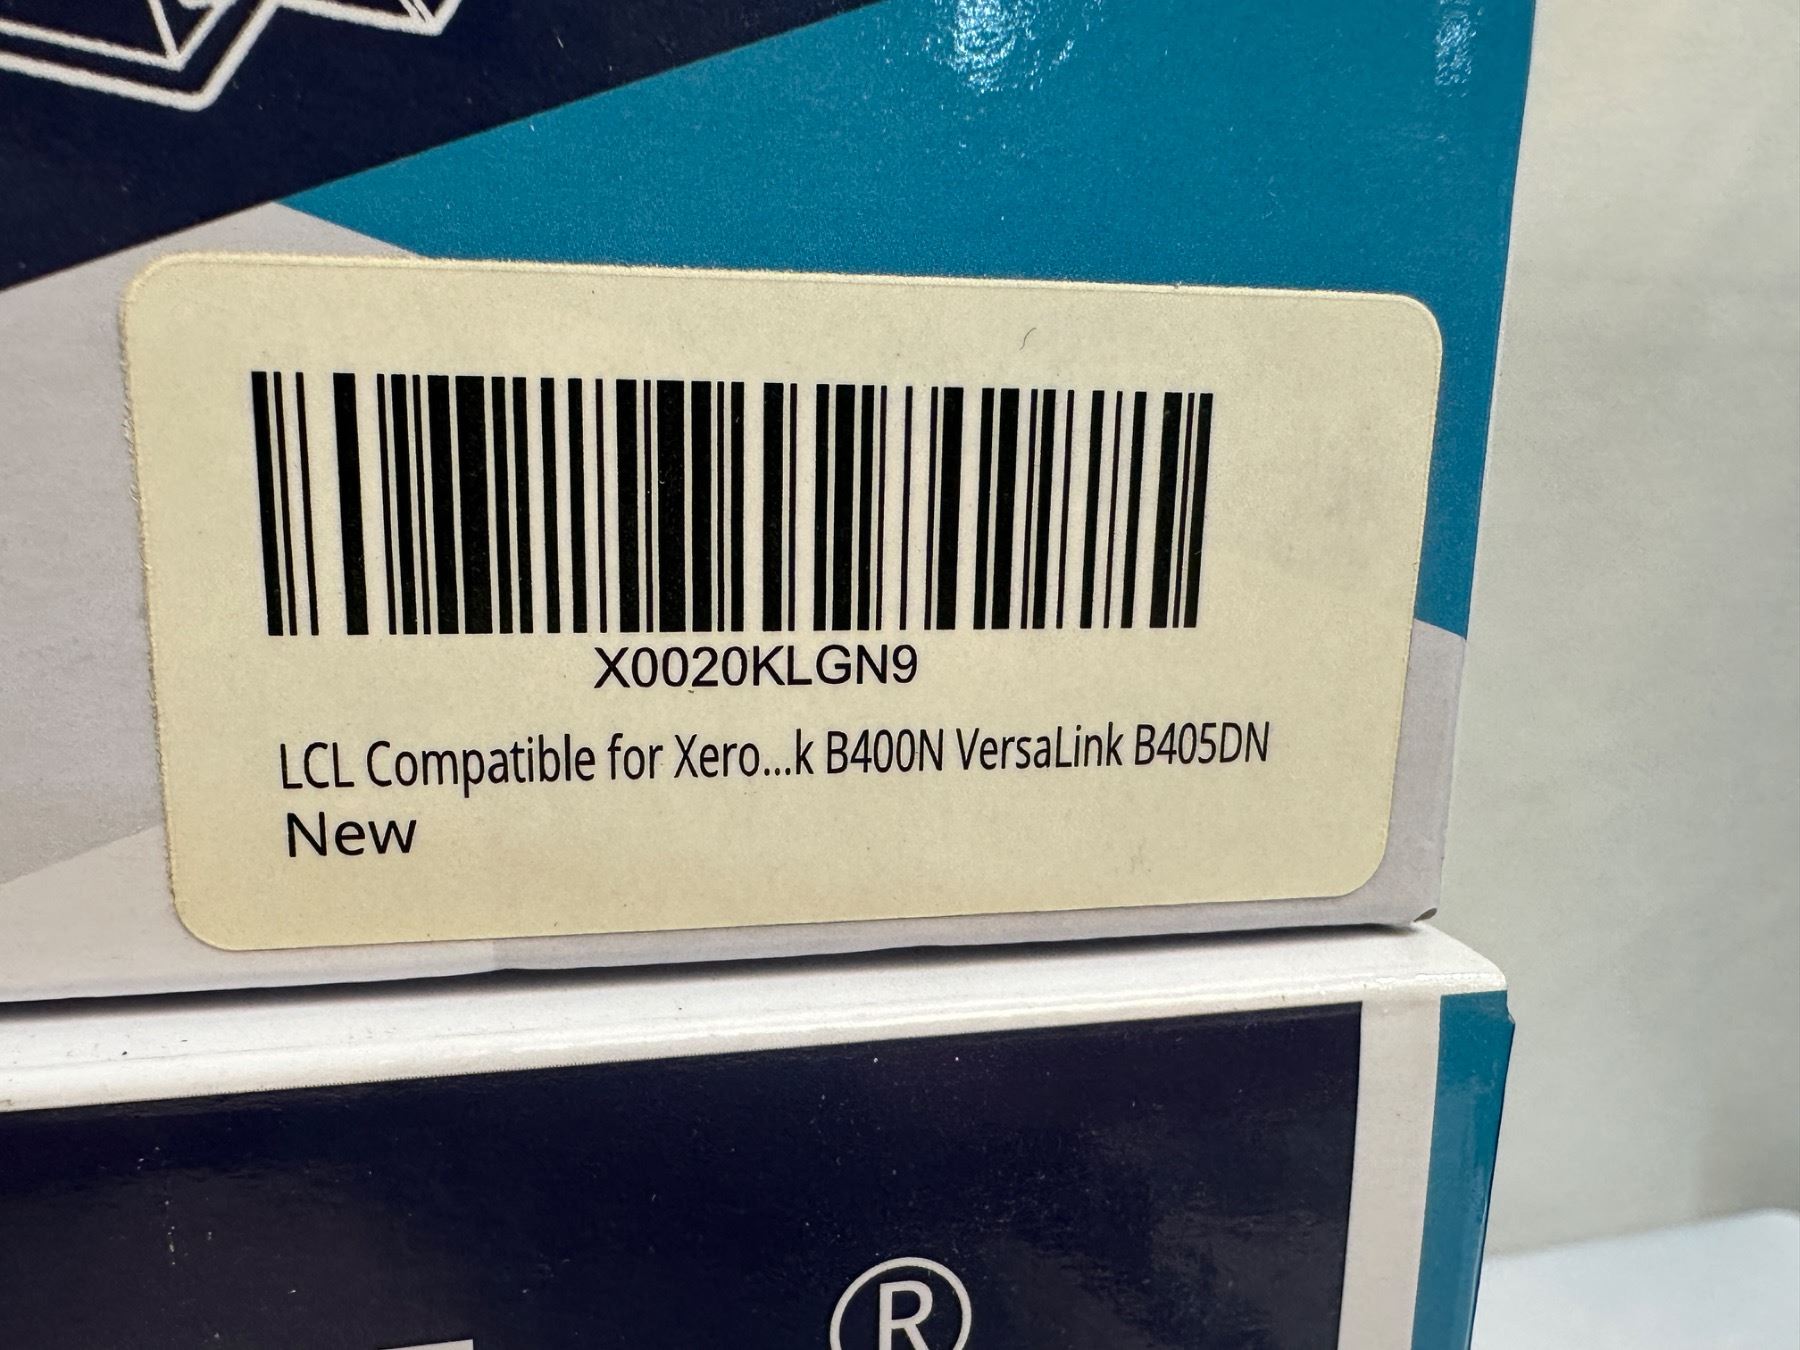 X0020KLGN9
LCL Compatible for Xero...k B400N VersaLink B405DN
New
®